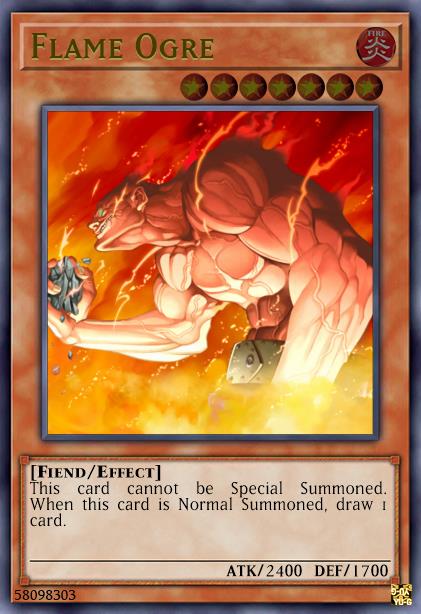 Flame Ogre
FIRE
炎
[Fiend/Effect]
This card cannot be Special Summoned.
When this card is Normal Summoned, draw 1
card.
ATK/2400 DEF/1700
58098303